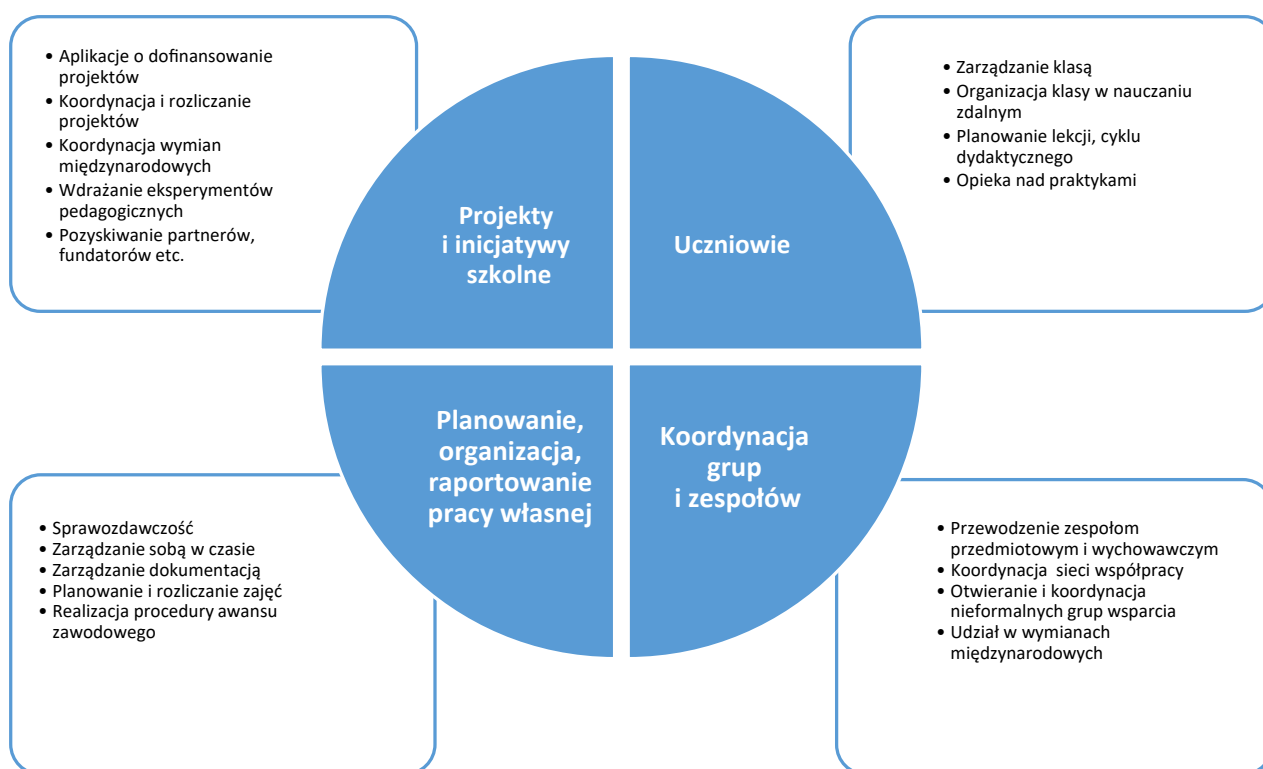 • Aplikacje o dofinansowanie
projektów
• Koordynacja i rozliczanie
projektów
• Koordynacja wymian
międzynarodowych
• Wdrażanie eksperymentów
pedagogicznych
• Pozyskiwanie partnerów,
fundatorów etc.
• Zarządzanie klasą
• Organizacja klasy w nauczaniu
zdalnym
• Planowanie lekcji, cyklu
dydaktycznego
• Opieka nad praktykami
Projekty
i inicjatywy
szkolne
Uczniowie
Planowanie,
organizacja,
raportowanie
pracy własnej
Koordynacja
grup
i zespołów
• Sprawozdawczość
• Zarządzanie sobą w czasie
• Zarządzanie dokumentacją
• Planowanie i rozliczanie zajęć
• Realizacja procedury awansu
zawodowego
• Przewodzenie zespołom
przedmiotowym i wychowawczym
• Koordynacja sieci współpracy
• Otwieranie i koordynacja
nieformalnych grup wsparcia
• Udział w wymianach
międzynarodowych